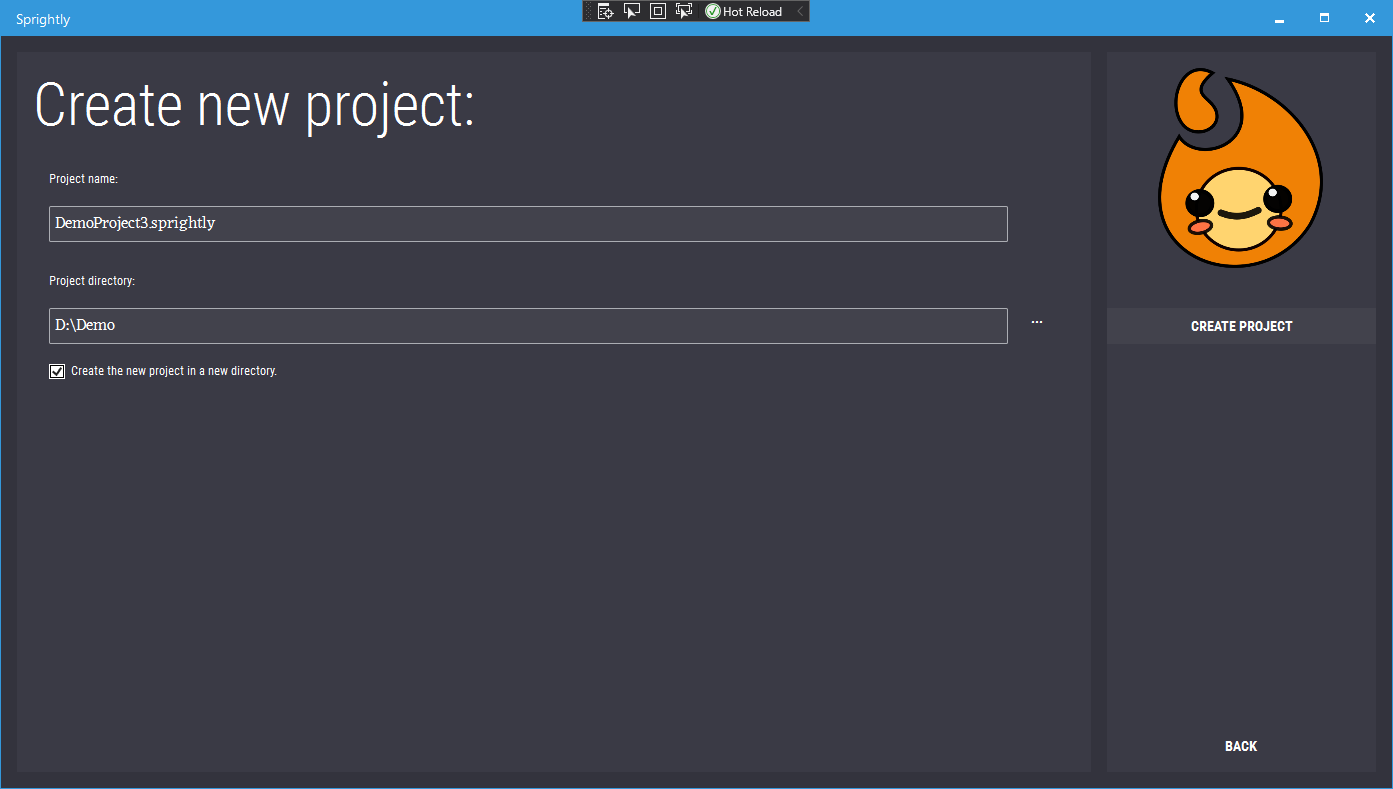 Sprightly
Hot Reload
Create new project:
Project name:
DemoProject3.sprightly
Project directory:
D:\Demo
...
Create the new project in a new directory.
CREATE PROJECT
BACK